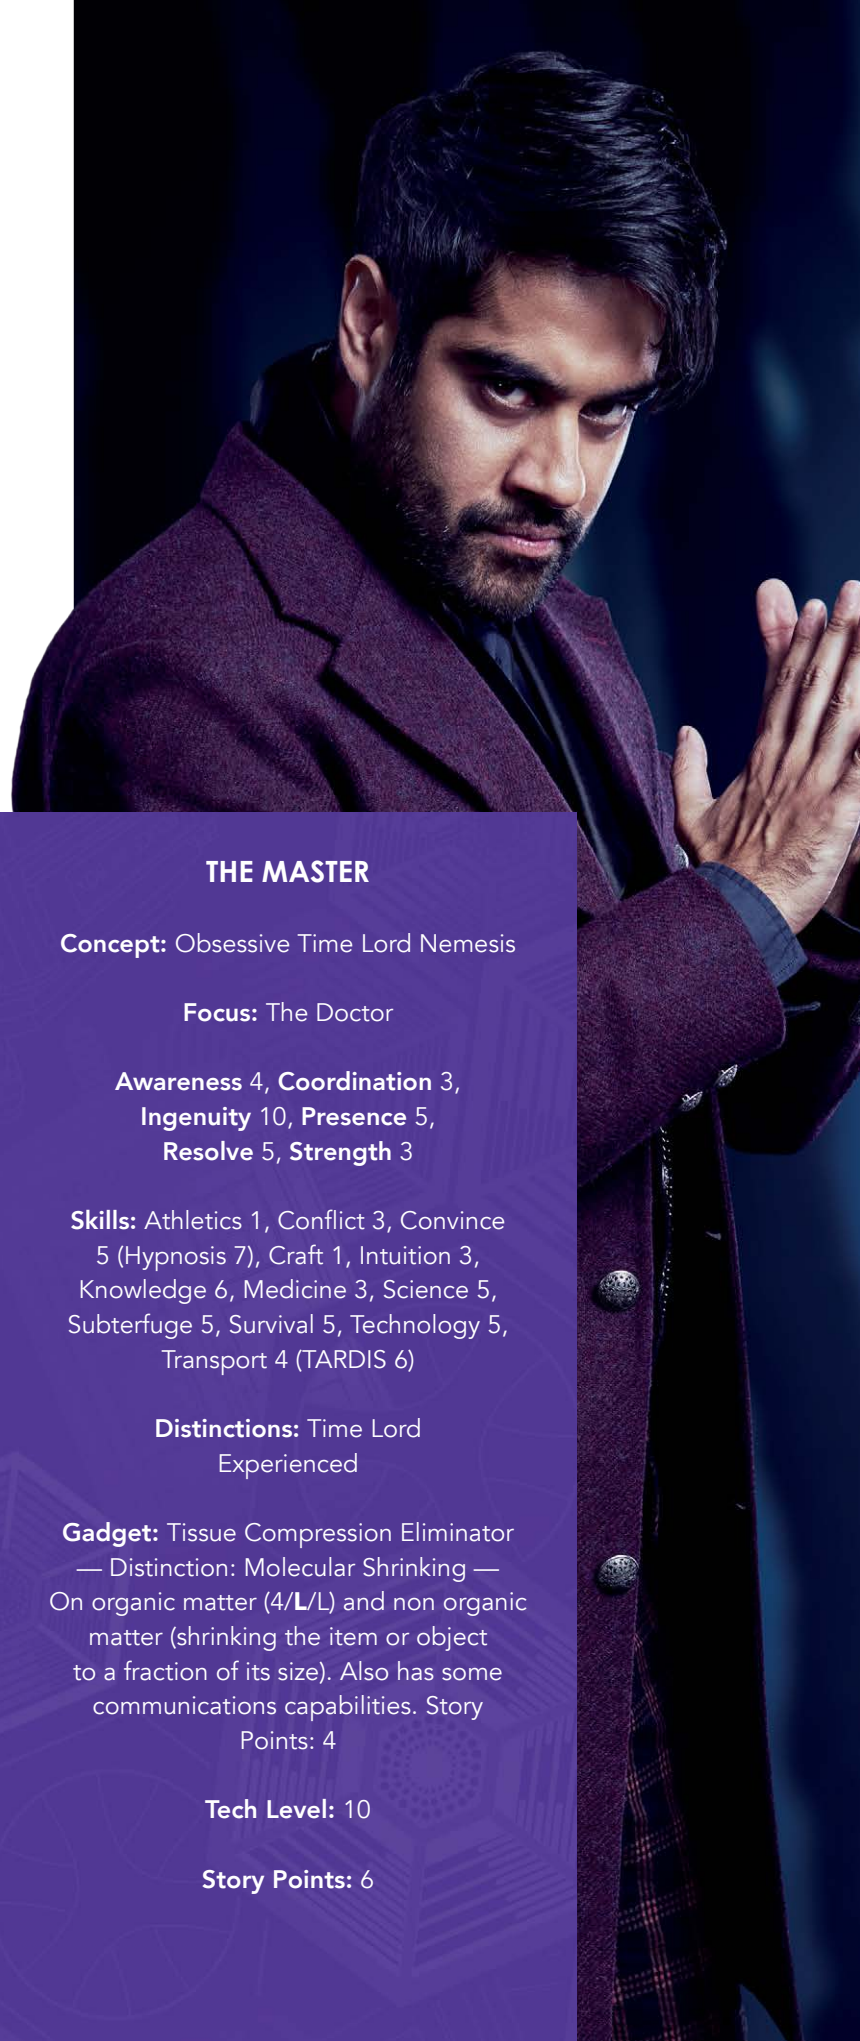 THE MASTER
Concept: Obsessive Time Lord Nemesis
Focus: The Doctor
Awareness 4, Coordination 3,
Ingenuity 10, Presence 5,
Resolve 5, Strength 3
Skills: Athletics 1, Conflict 3, Convince
5 (Hypnosis 7), Craft 1, Intuition 3,
Knowledge 6, Medicine 3, Science 5,
Subterfuge 5, Survival 5, Technology 5,
Transport 4 (TARDIS 6)
Distinctions: Time Lord
Experienced
Gadget: Tissue Compression Eliminator
— Distinction: Molecular Shrinking —
On organic matter (4/L/L) and non organic
matter (shrinking the item or object
to a fraction of its size). Also has some
communications capabilities. Story
Points: 4
Tech Level: 10
Story Points: 6